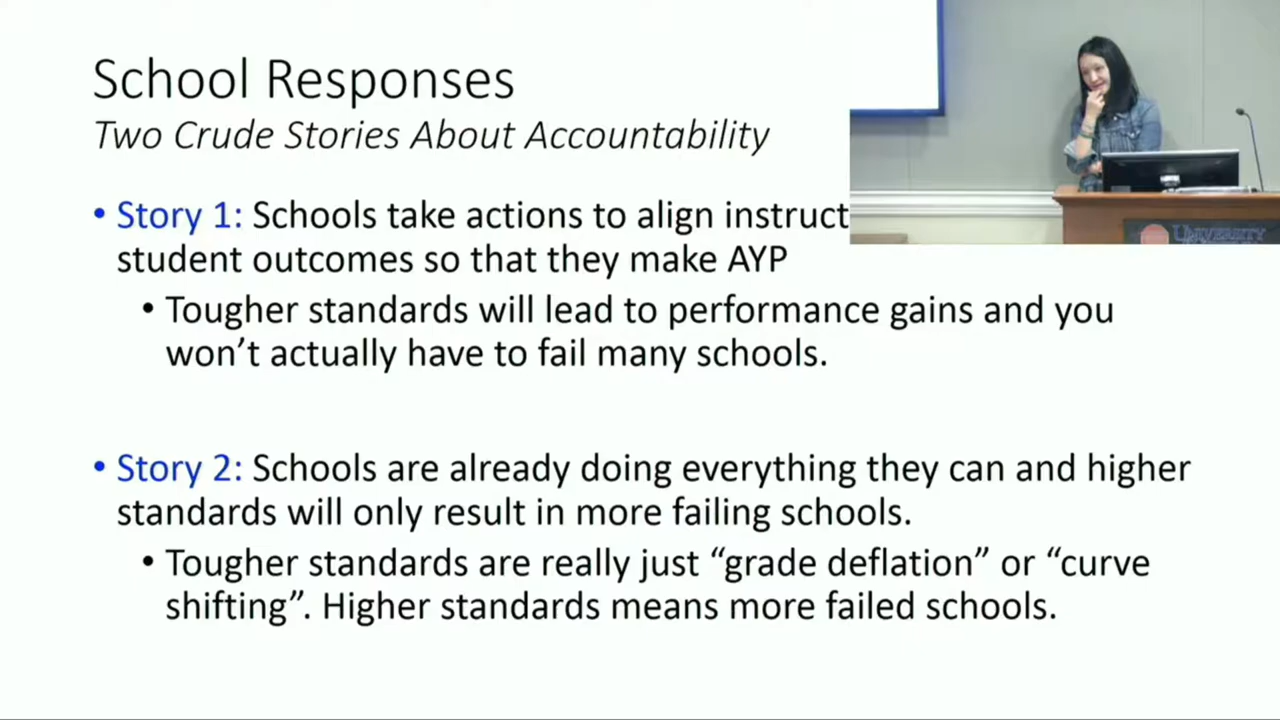 School Responses
Two Crude Stories About Accountability
• Story 1: Schools take actions to align instruct
student outcomes so that they make AYP
• Tougher standards will lead to performance gains and you
won’t actually have to fail many schools.
• Story 2: Schools are already doing everything they can and higher
standards will only result in more failing schools.
• Tougher standards are really just “grade deflation” or “curve
shifting”. Higher standards means more failed schools.
UNIVERSITY